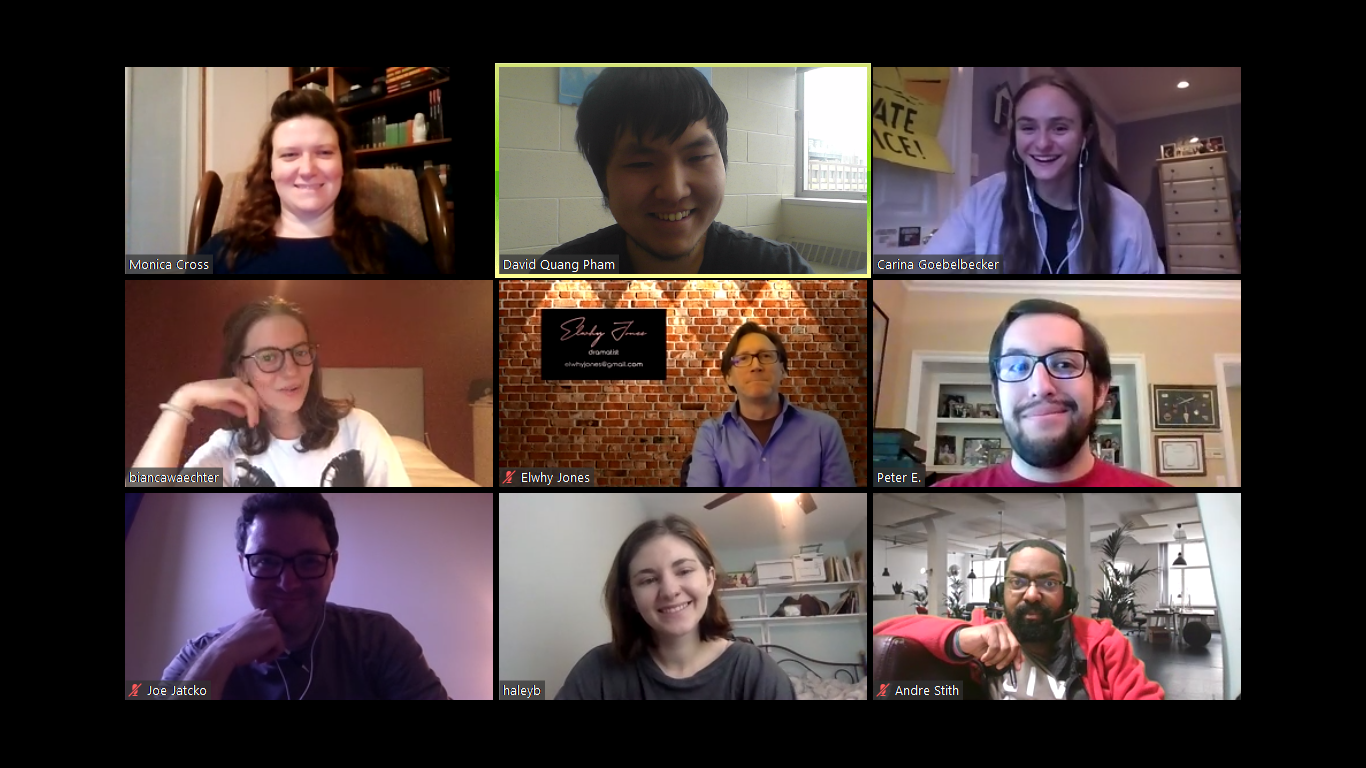 ATE
ICE!
Monica Cross
David Quang Pham
Carina Goebelbecker
Elwhy Jones
dramatist
elwhyjones@gmail.com
biancawaechter
Elwhy Jones
Peter E.
Joe Jatcko
haleyb
Andre Stith